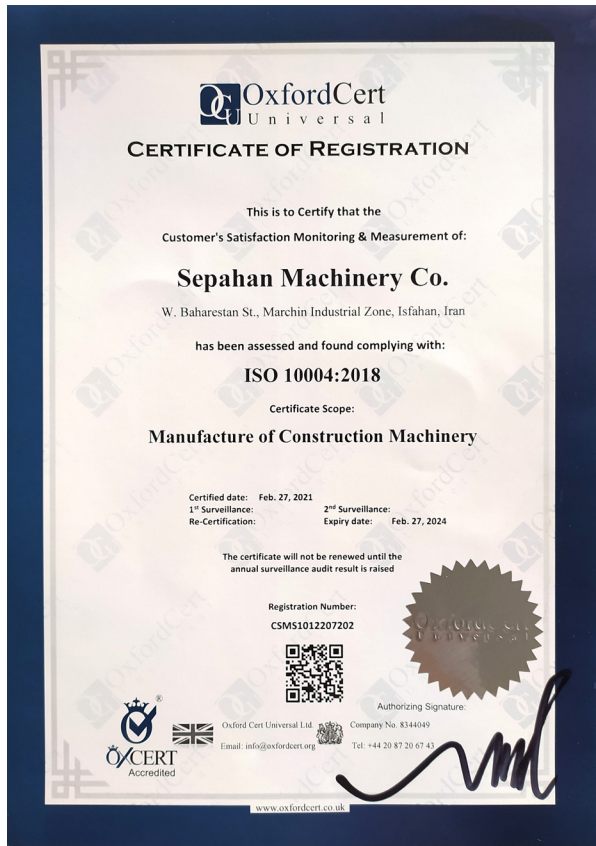 OCU OxfordCert
Universal
CERTIFICATE OF REGISTRATION
This is to Certify that the
Customer's Satisfaction Monitoring & Measurement of:
Sepahan Machinery Co.
W. Baharestan St., Marchin Industrial Zone, Isfahan, Iran
has been assessed and found complying with:
ISO 10004:2018
Certificate Scope:
Manufacture of Construction Machinery
Certified date: Feb. 27, 2021
1st Surveillance: 2nd Surveillance:
Re-Certification: Expiry date: Feb. 27, 2024
The certificate will not be renewed until the
annual surveillance audit result is raised
Registration Number:
CSMS1012207202
OxfordCert
Universal
Authorizing Signature:
®
OXCERT
Accredited
Oxford Cert Universal Ltd. Company No. 8344049
Email: info@oxfordcert.org Tel: +44 20 87 20 67 43
www.oxfordcert.co.uk